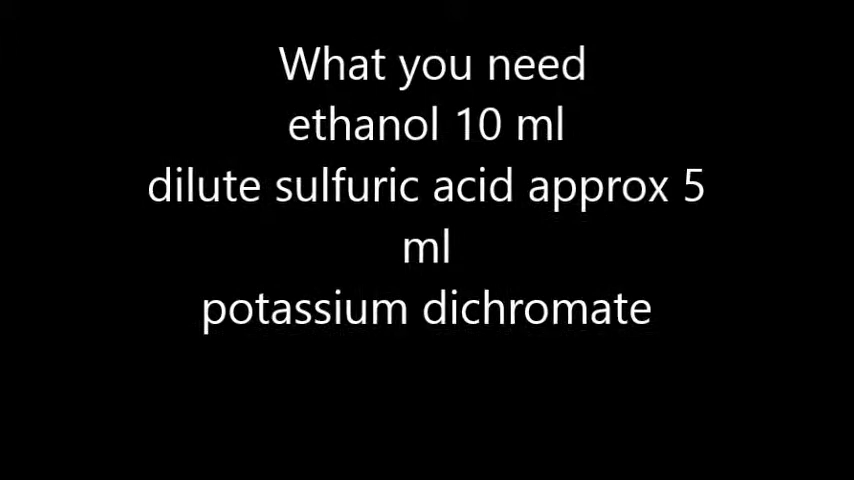 What you need
ethanol 10 ml
dilute sulfuric acid approx 5
ml
potassium dichromate